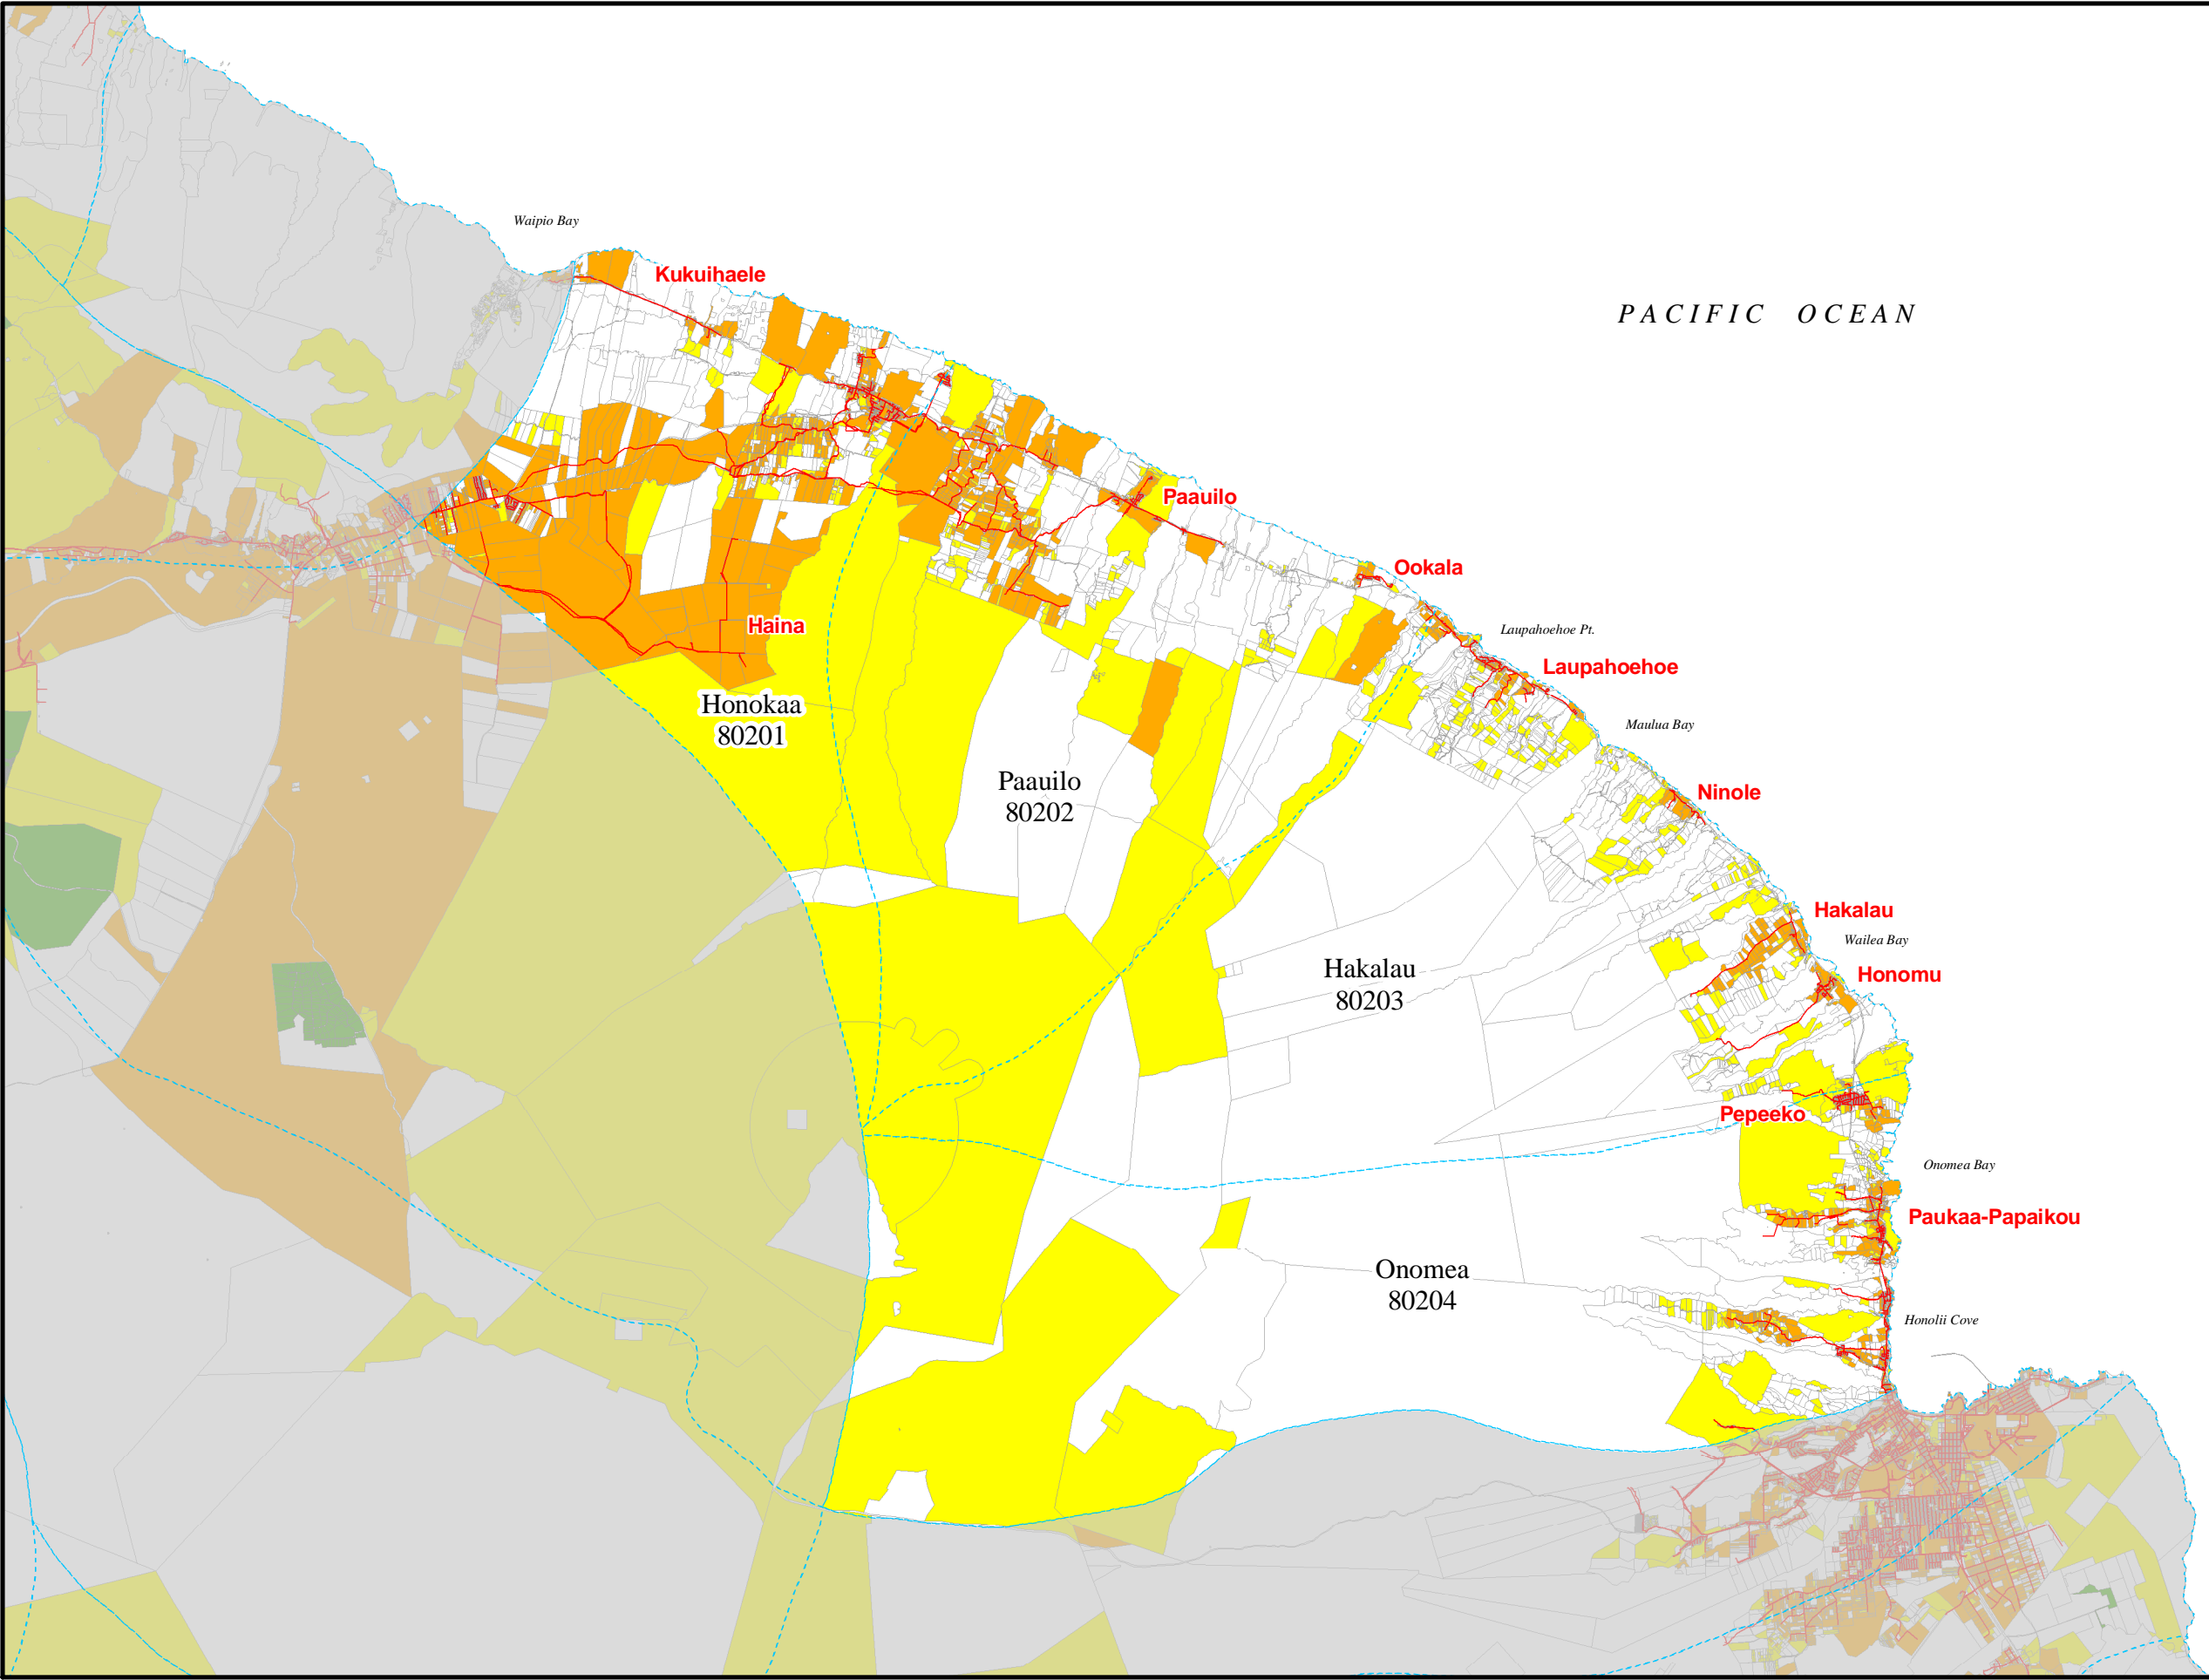 Waipio Bay
Kukuihaele
PACIFIC OCEAN
Paauilo
Ookala
Haina
Laupahoehoe Pt.
Laupahoehoe
Honokaa
80201
Maulua Bay
Paauilo
80202
Ninole
Hakalau
Wailea Bay
Hakalau
80203
Honomu
Pepeeko
Onomea Bay
Paukaa-Papaikou
Onomea
80204
Honolii Cove